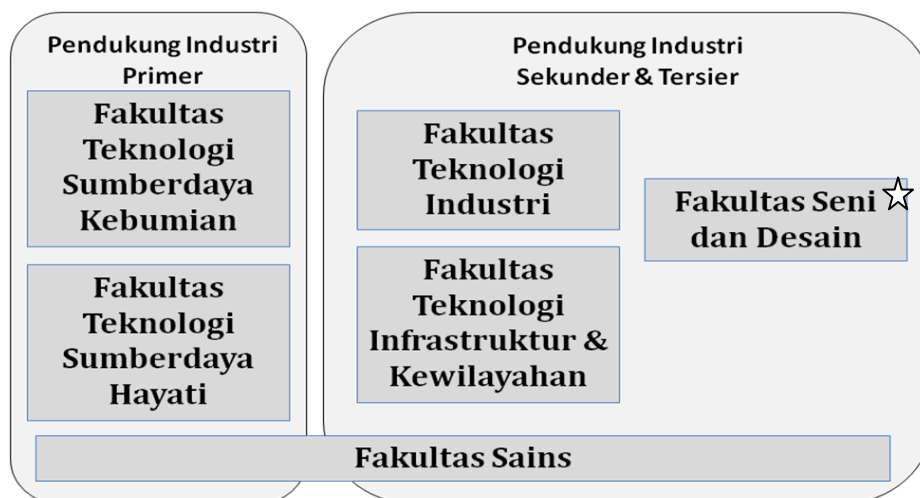 Pendukung Industri
Primer
Fakultas
Teknologi
Sumberdaya
Kebumian
Fakultas
Teknologi
Sumberdaya
Hayati
Pendukung Industri
Sekunder & Tersier
Fakultas
Teknologi
Industri
Fakultas
Teknologi
Infrastruktur &
Kewilayahan
Fakultas Seni
dan Desain
Fakultas Sains